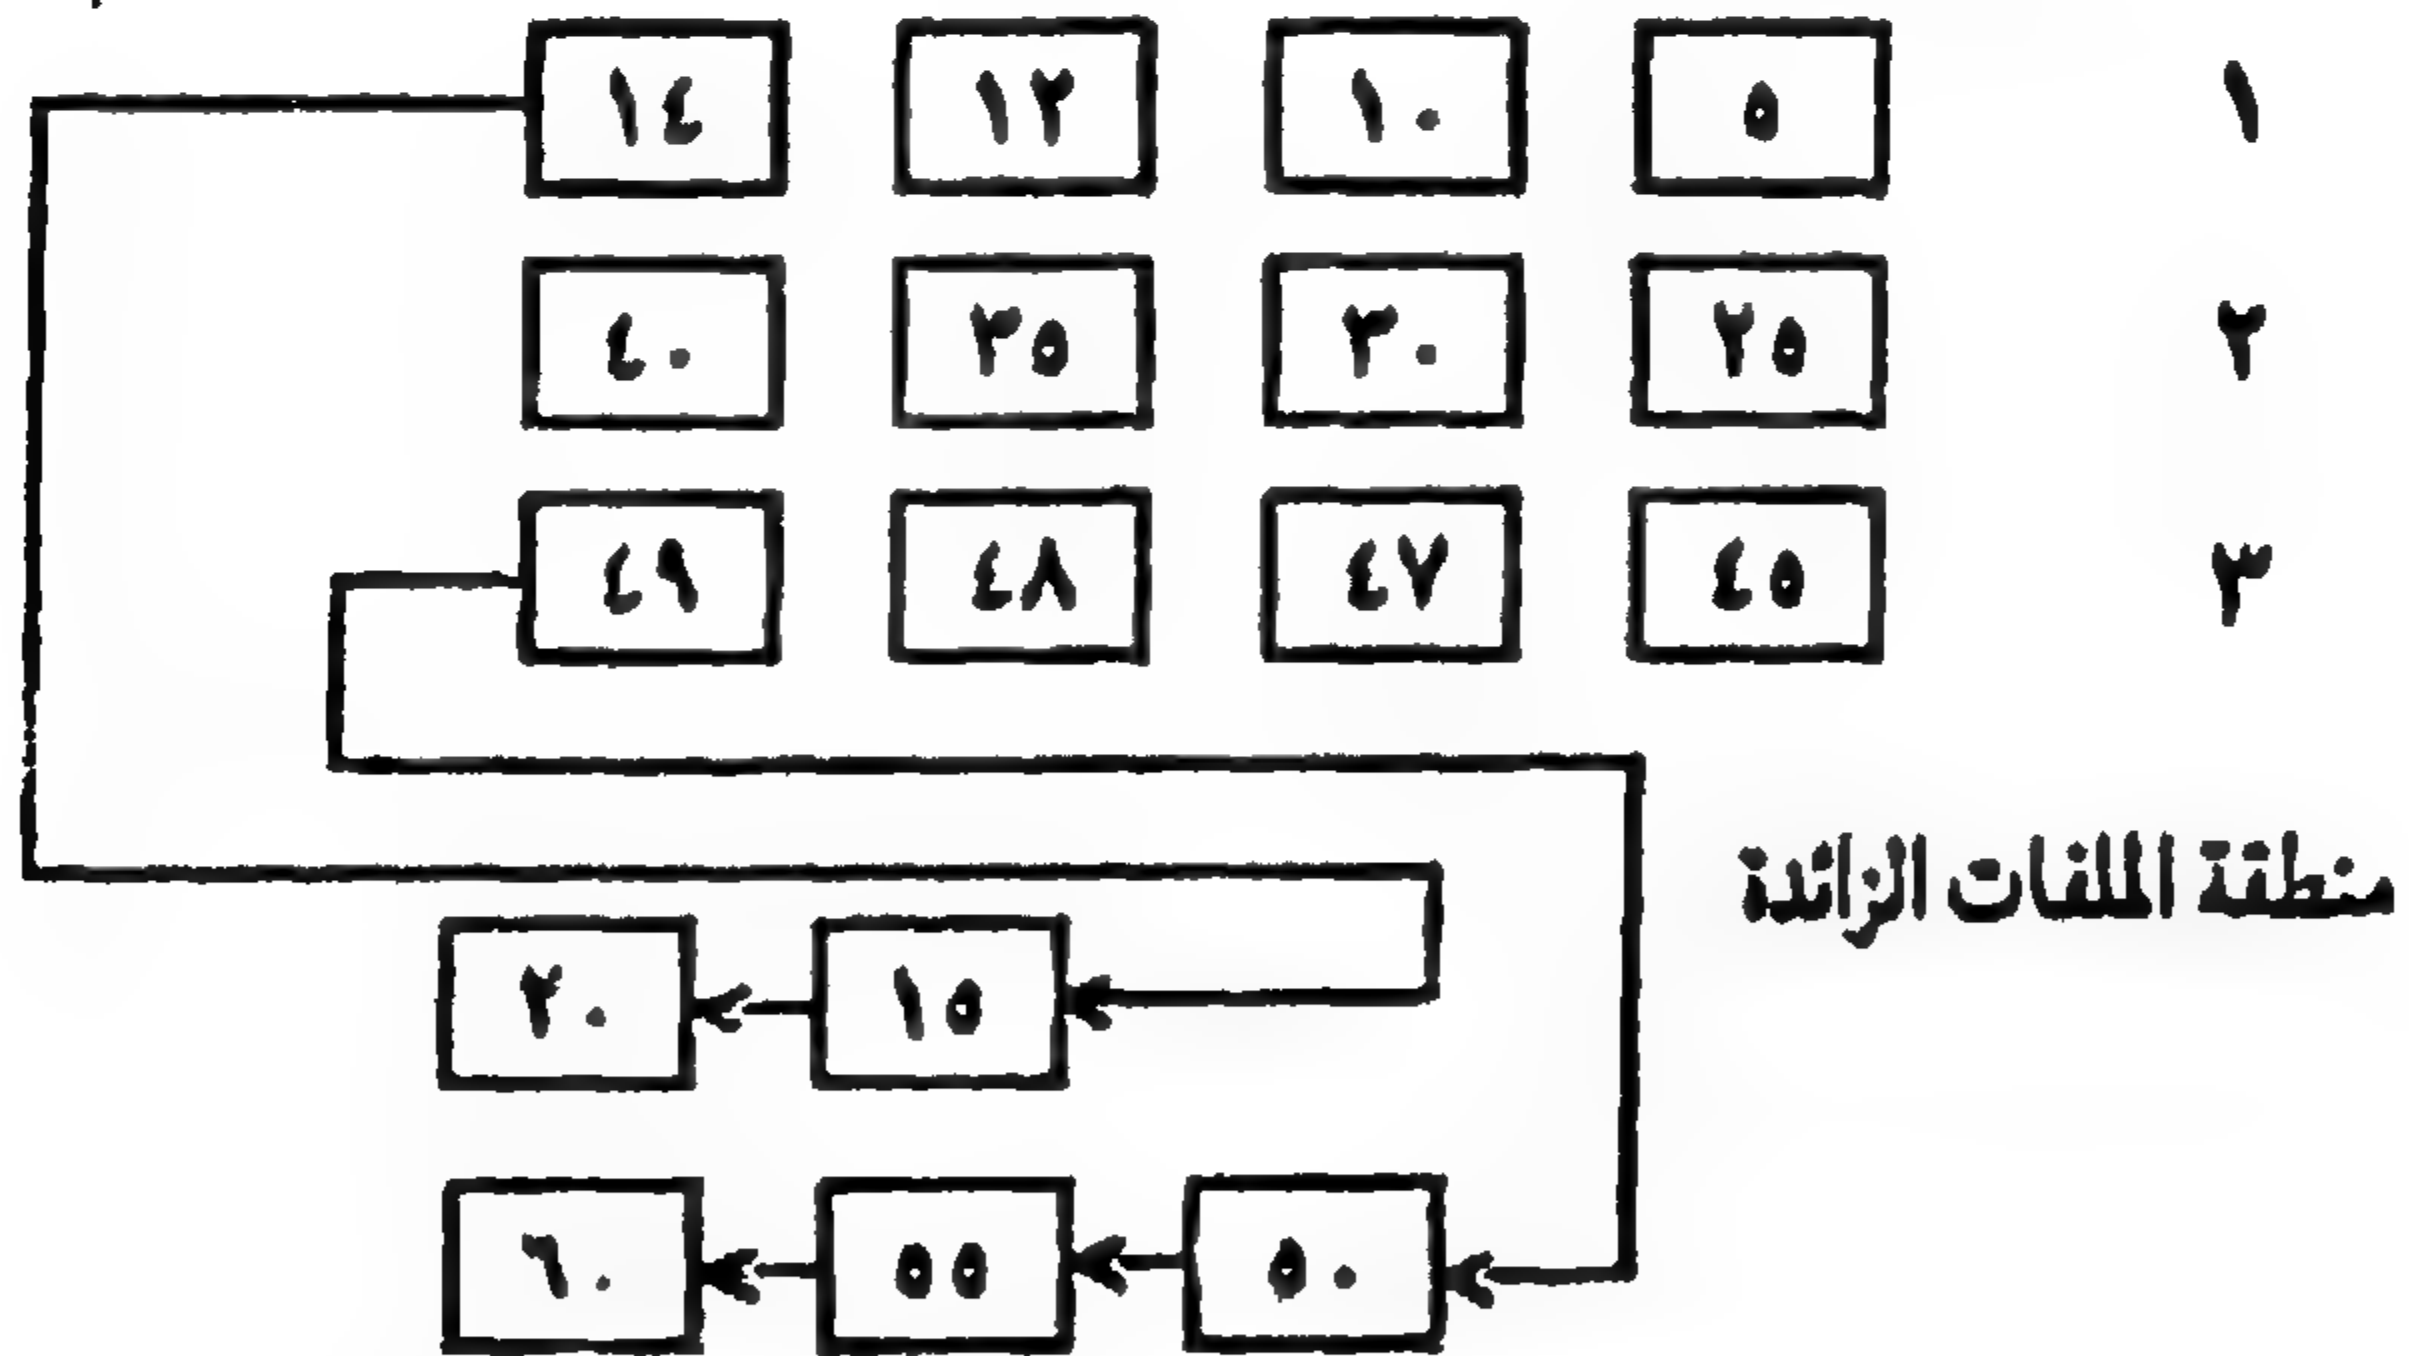 ١ ٥ ١٠ ١٢ ١٤
٢ ٢٥ ٣٠ ٣٥ ٤٠
٣ ٤٥ ٤٧ ٤٨ ٤٩
منطقة الملفات الزائدة
١٥ ٢٠
٥٠ ٥٥ ٦٠